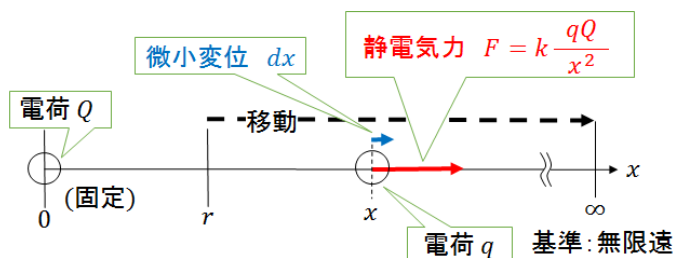 微小変位 dx
静電気力 F = k qQ/x²
電荷 Q
移動
x
(固定)
0
r
x
∞
電荷 q
基準：無限遠